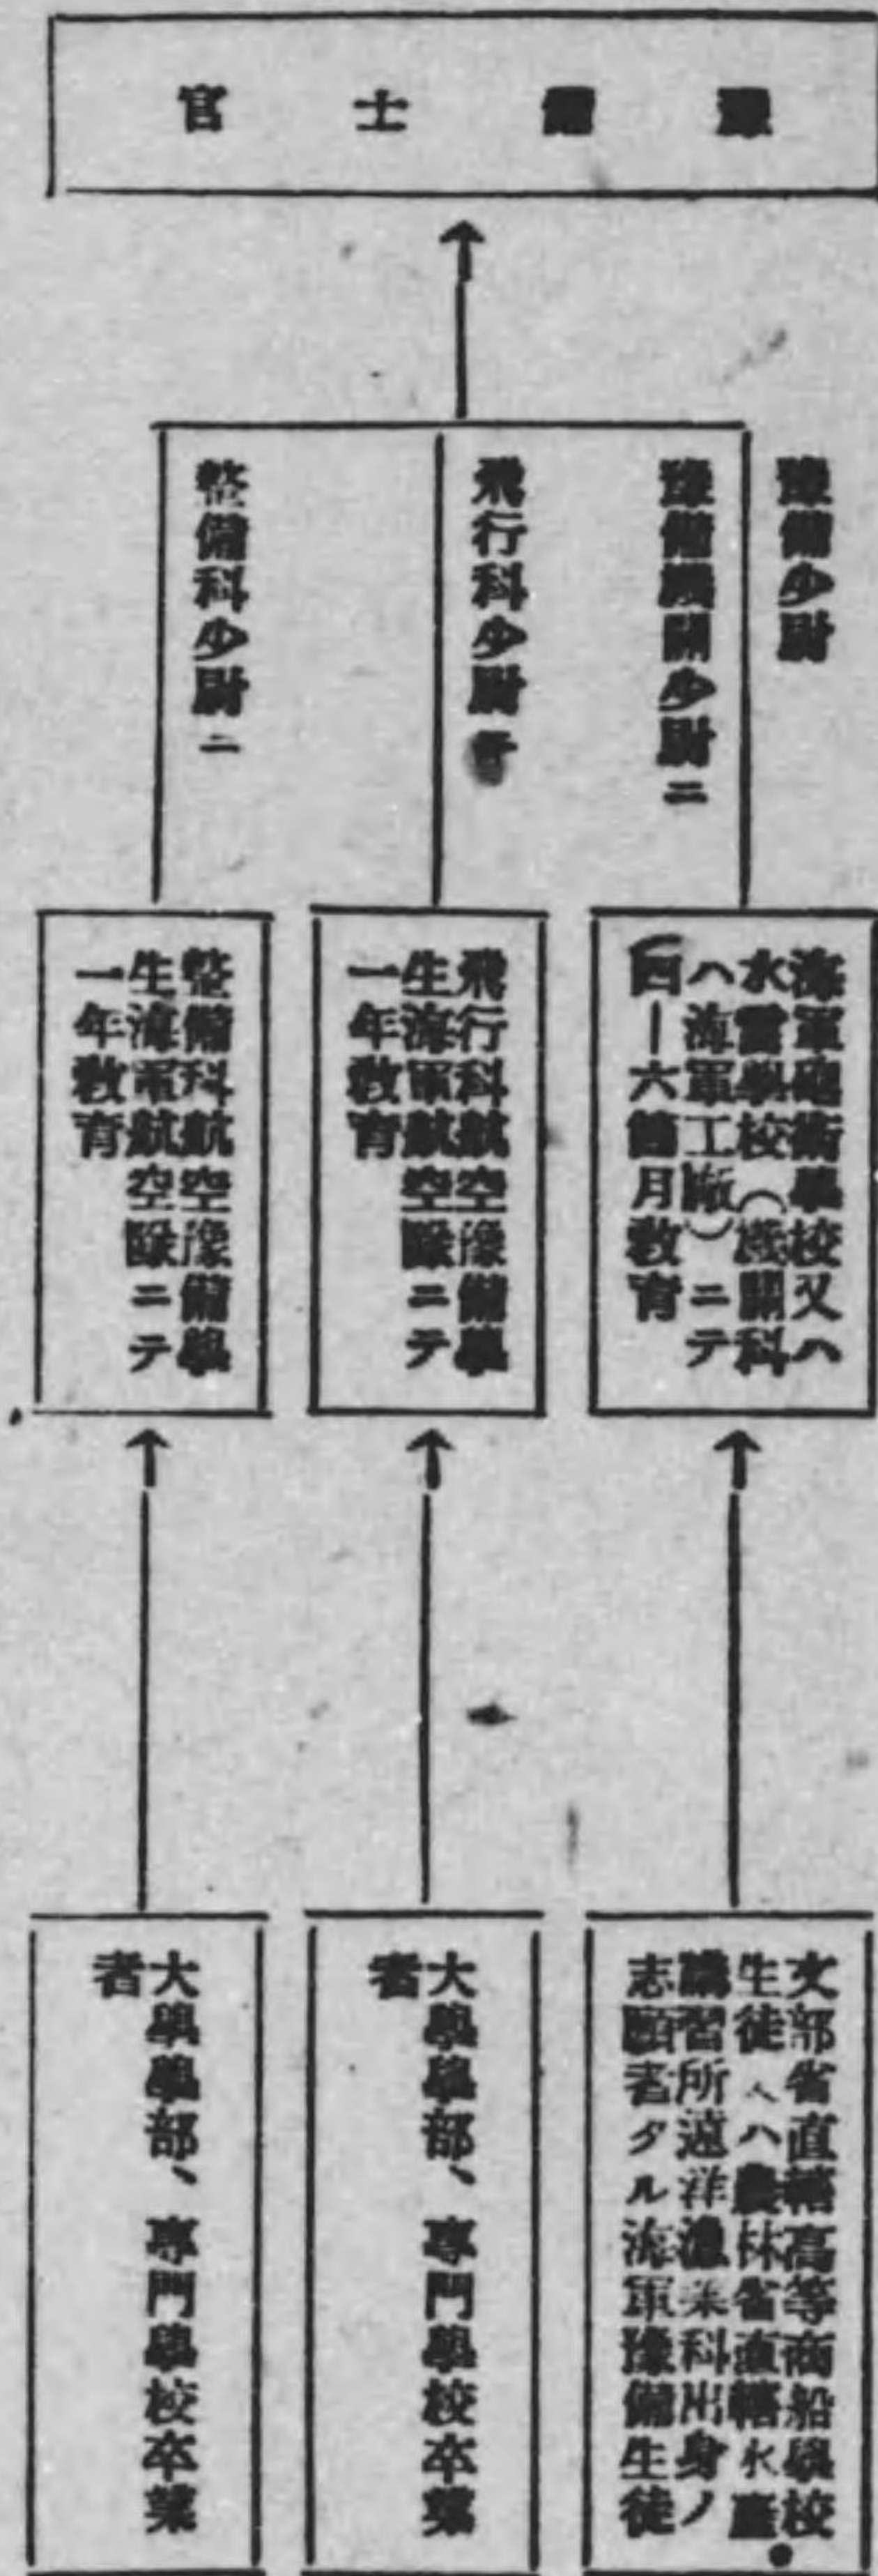 豫備士官
豫備少尉
豫備機關少尉ニ
飛行科少尉
整備科少尉ニ
海軍砲術學校又ハ
水雷學校（機關科
ハ海軍工廠）ニテ
四—六箇月教育
飛行科航空豫備學
生海軍航空隊ニテ
一年教育
整備科航空豫備學
生海軍航空隊ニテ
一年教育
文部省直轄高等商船學校
生徒又ハ農林省直轄水產
講習所遠洋漁業科出身ノ
志願者タル海軍豫備生徒
大學學部、專門學校卒業
者
大學學部、專門學校卒業
者